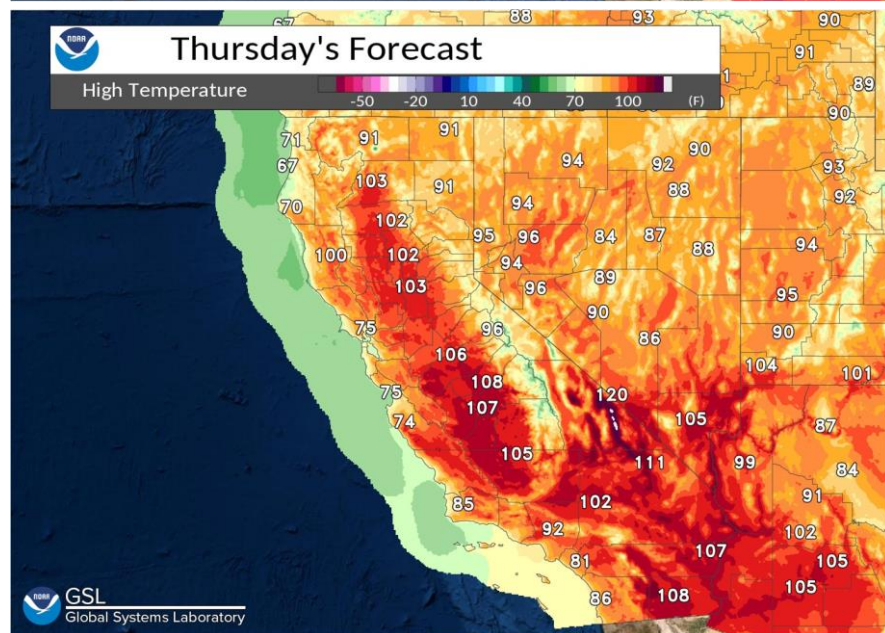 67 88 93 90
NOAA
Thursday's Forecast
High Temperature
-50 -20 10 40 70 100 (F)
91
89
90
71 91 91
67 94 90
92 93
103 91 88 92
70 102 94
95 96 84 87 88 94
100 102 94
103 89
96 95
90
75 96 86 90
106 104 101
108
75 107 120 105
74 87
105 111 99 84
91
85 102
92 102
81 107 105
86 108 105
NOAA GSL
Global Systems Laboratory